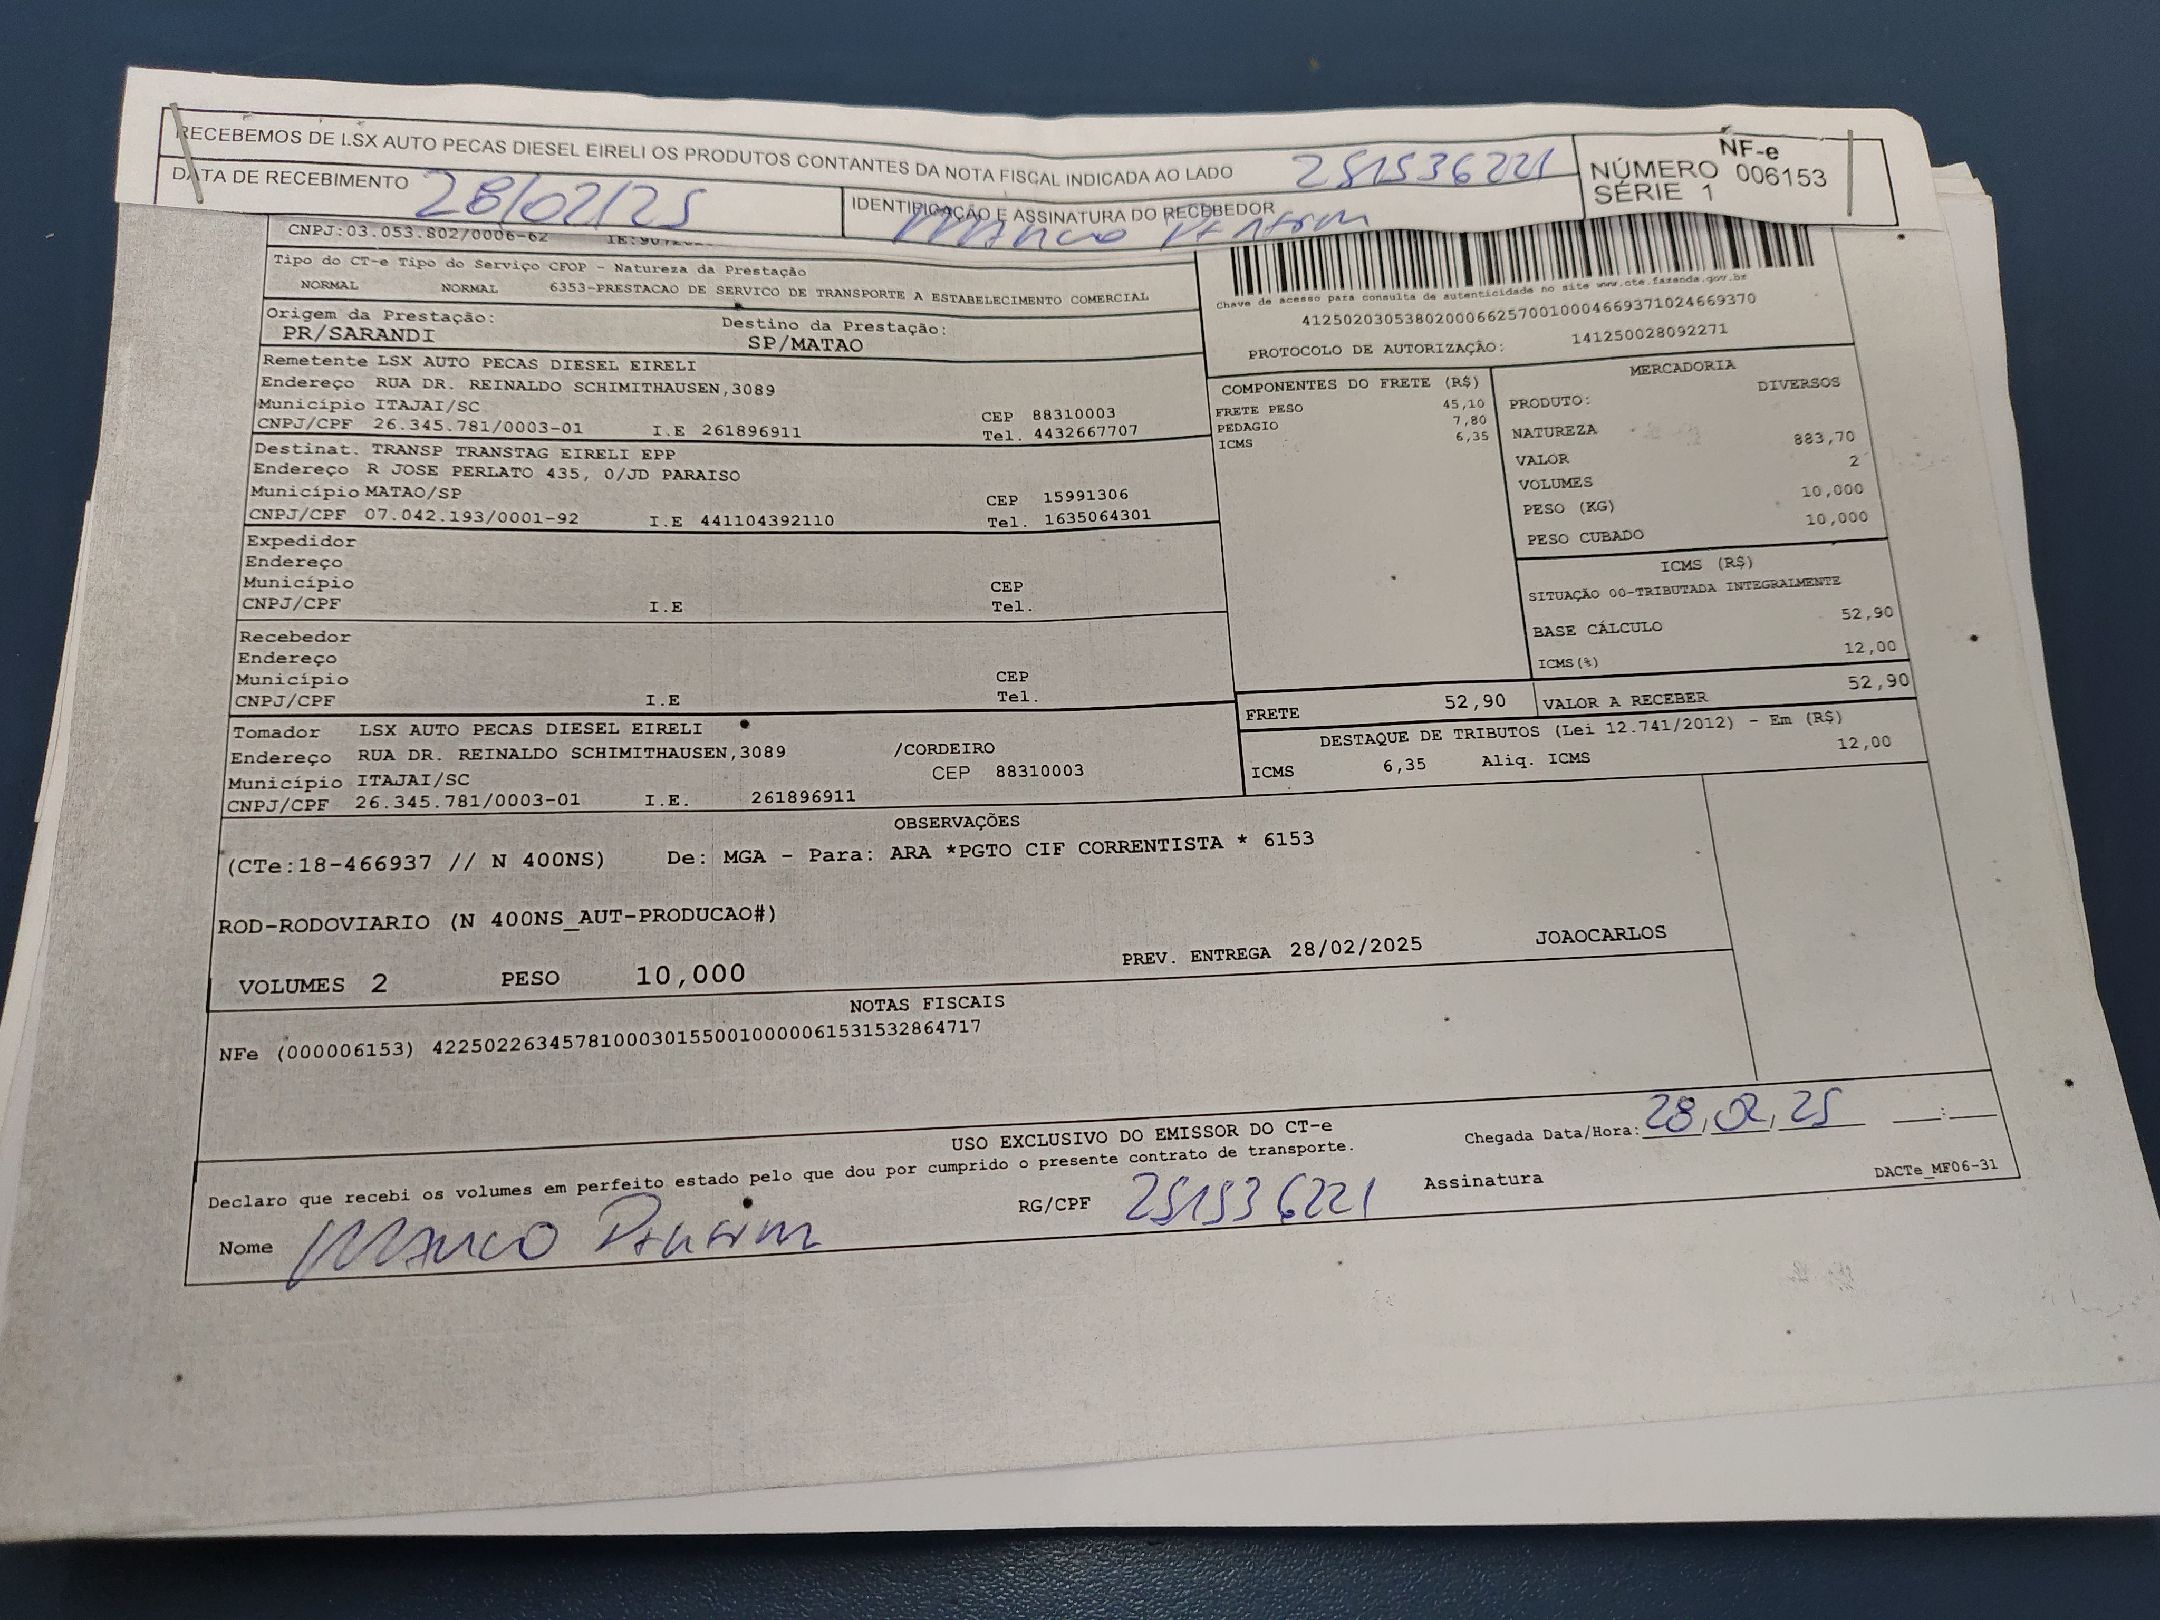 RECEBEMOS DE LSX AUTO PECAS DIESEL EIRELI OS PRODUTOS CONTANTES DA NOTA FISCAL INDICADA AO LADO 251536221
NF-e
NÚMERO 006153
SÉRIE 1
DATA DE RECEBIMENTO 28/02/25
IDENTIFICAÇÃO E ASSINATURA DO RECEBEDOR
CNPJ:03.053.802/0006-62
Tipo do CT-e Tipo do Serviço CFOP - Natureza da Prestação
NORMAL NORMAL 6353-PRESTACAO DE SERVICO DE TRANSPORTE A ESTABELECIMENTO COMERCIAL
Origem da Prestação: Destino da Prestação:
PR/SARANDI SP/MATAO
Chave de acesso para consulta de autenticidade no site www.cte.fazenda.gov.br
41250203053802000662570010004669371024669370
PROTOCOLO DE AUTORIZAÇÃO: 141250028092271
Remetente LSX AUTO PECAS DIESEL EIRELI
Endereço RUA DR. REINALDO SCHIMITHAUSEN,3089
Município ITAJAI/SC CEP 88310003
CNPJ/CPF 26.345.781/0003-01 I.E 261896911 Tel. 4432667707
Destinat. TRANSP TRANSTAG EIRELI EPP
Endereço R JOSE PERLATO 435, 0/JD PARAISO
Município MATAO/SP CEP 15991306
CNPJ/CPF 07.042.193/0001-92 I.E 441104392110 Tel. 1635064301
Expedidor
Endereço
Município CEP
CNPJ/CPF I.E Tel.
Recebedor
Endereço
Município CEP
CNPJ/CPF I.E Tel.
Tomador LSX AUTO PECAS DIESEL EIRELI
Endereço RUA DR. REINALDO SCHIMITHAUSEN,3089 /CORDEIRO
Município ITAJAI/SC CEP 88310003
CNPJ/CPF 26.345.781/0003-01 I.E. 261896911
COMPONENTES DO FRETE (R$)
FRETE PESO 45,10
PEDAGIO 7,80
ICMS 6,35
MERCADORIA
PRODUTO: DIVERSOS
NATUREZA
VALOR 883,70
VOLUMES 2
PESO (KG) 10,000
PESO CUBADO 10,000
ICMS (R$)
SITUAÇÃO 00-TRIBUTADA INTEGRALMENTE
BASE CÁLCULO 52,90
ICMS(%) 12,00
FRETE 52,90 VALOR A RECEBER 52,90
DESTAQUE DE TRIBUTOS (Lei 12.741/2012) - Em (R$)
ICMS 6,35 Aliq. ICMS 12,00
OBSERVAÇÕES
(CTe:18-466937 // N 400NS) De: MGA - Para: ARA *PGTO CIF CORRENTISTA * 6153
ROD-RODOVIARIO (N 400NS_AUT-PRODUCAO#)
VOLUMES 2 PESO 10,000 PREV. ENTREGA 28/02/2025 JOAOCARLOS
NOTAS FISCAIS
NFe (000006153) 42250226345781000301550010000061531532864717
USO EXCLUSIVO DO EMISSOR DO CT-e
Chegada Data/Hora: 28/02/25 __:__
Declaro que recebi os volumes em perfeito estado pelo que dou por cumprido o presente contrato de transporte.
Nome RG/CPF 251536221 Assinatura
DACTe_MF06-31